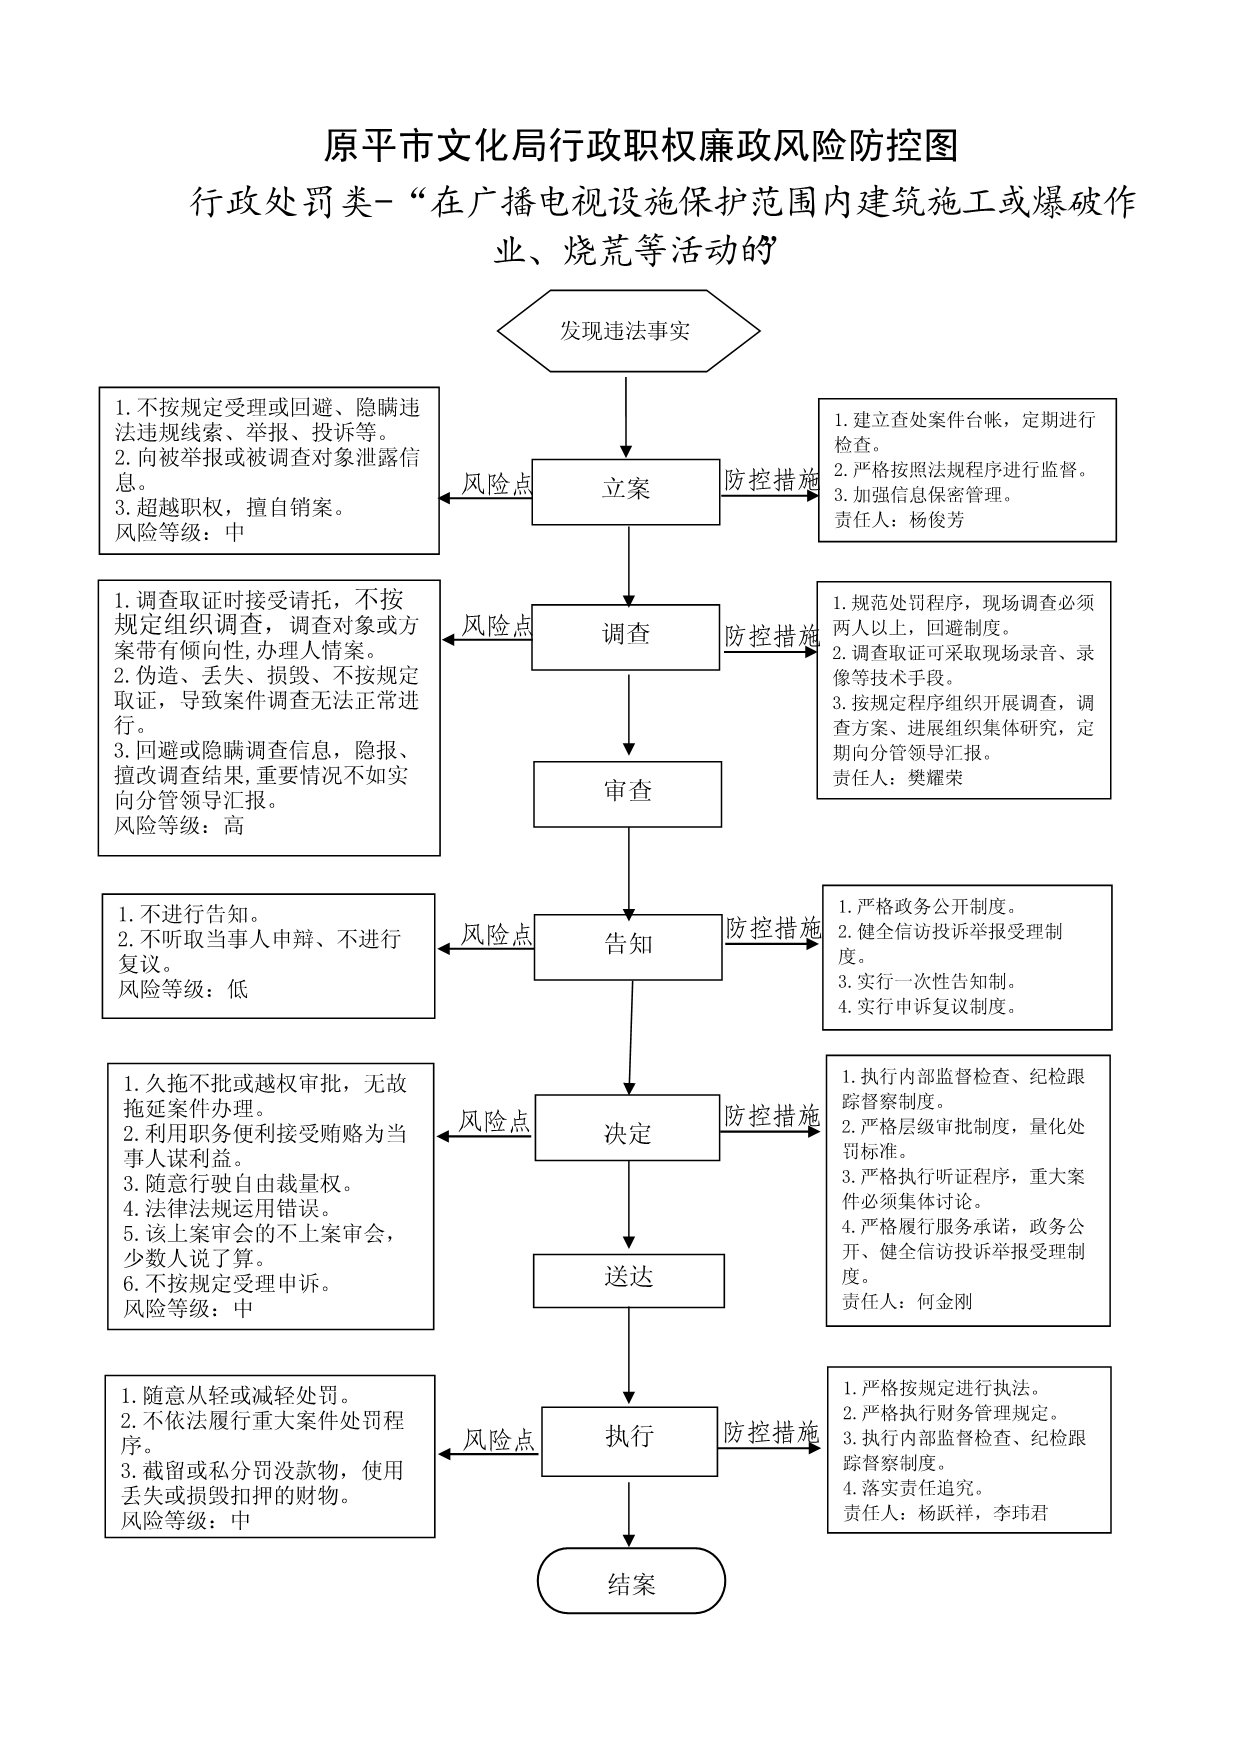 原平市文化局行政职权廉政风险防控图
行政处罚类-“在广播电视设施保护范围内建筑施工或爆破作
业、烧荒等活动的”
发现违法事实
1.不按规定受理或回避、隐瞒违
法违规线索、举报、投诉等。
2.向被举报或被调查对象泄露信
息。
3.超越职权，擅自销案。
风险等级：中
风险点
立案
防控措施
1.建立查处案件台帐，定期进行
检查。
2.严格按照法规程序进行监督。
3.加强信息保密管理。
责任人：杨俊芳
1.调查取证时接受请托，不按
规定组织调查，调查对象或方
案带有倾向性,办理人情案。
2.伪造、丢失、损毁、不按规定
取证，导致案件调查无法正常进
行。
3.回避或隐瞒调查信息，隐报、
擅改调查结果,重要情况不如实
向分管领导汇报。
风险等级：高
风险点
调查
防控措施
1.规范处罚程序，现场调查必须
两人以上，回避制度。
2.调查取证可采取现场录音、录
像等技术手段。
3.按规定程序组织开展调查，调
查方案、进展组织集体研究，定
期向分管领导汇报。
责任人：樊耀荣
审查
1.不进行告知。
2.不听取当事人申辩、不进行
复议。
风险等级：低
风险点
告知
防控措施
1.严格政务公开制度。
2.健全信访投诉举报受理制
度。
3.实行一次性告知制。
4.实行申诉复议制度。
1.久拖不批或越权审批，无故
拖延案件办理。
2.利用职务便利接受贿赂为当
事人谋利益。
3.随意行驶自由裁量权。
4.法律法规运用错误。
5.该上案审会的不上案审会，
少数人说了算。
6.不按规定受理申诉。
风险等级：中
风险点
决定
防控措施
1.执行内部监督检查、纪检跟
踪督察制度。
2.严格层级审批制度，量化处
罚标准。
3.严格执行听证程序，重大案
件必须集体讨论。
4.严格履行服务承诺，政务公
开、健全信访投诉举报受理制
度。
责任人：何金刚
送达
1.随意从轻或减轻处罚。
2.不依法履行重大案件处罚程
序。
3.截留或私分罚没款物，使用
丢失或损毁扣押的财物。
风险等级：中
风险点
执行
防控措施
1.严格按规定进行执法。
2.严格执行财务管理规定。
3.执行内部监督检查、纪检跟
踪督察制度。
4.落实责任追究。
责任人：杨跃祥，李玮君
结案